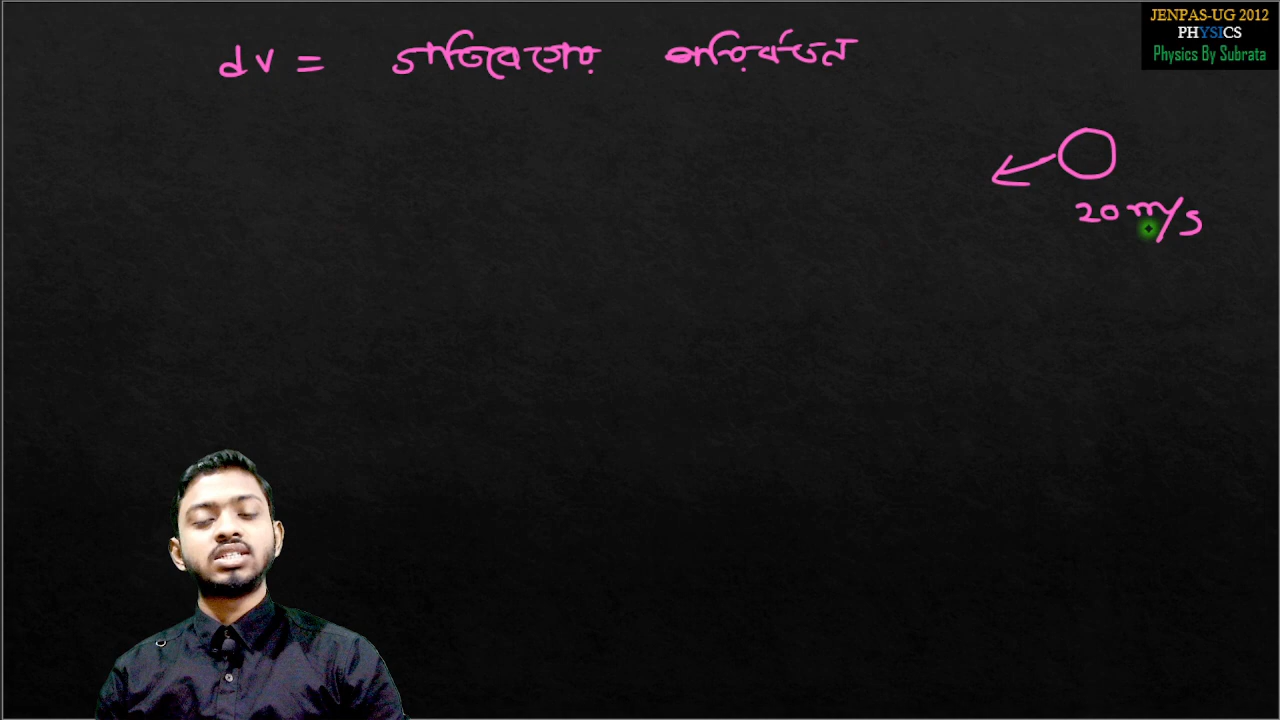 JENPAS-UG 2012
PHYSICS
Physics By Subrata
dv = গতিবেগের পরিবর্তন
20 m/s